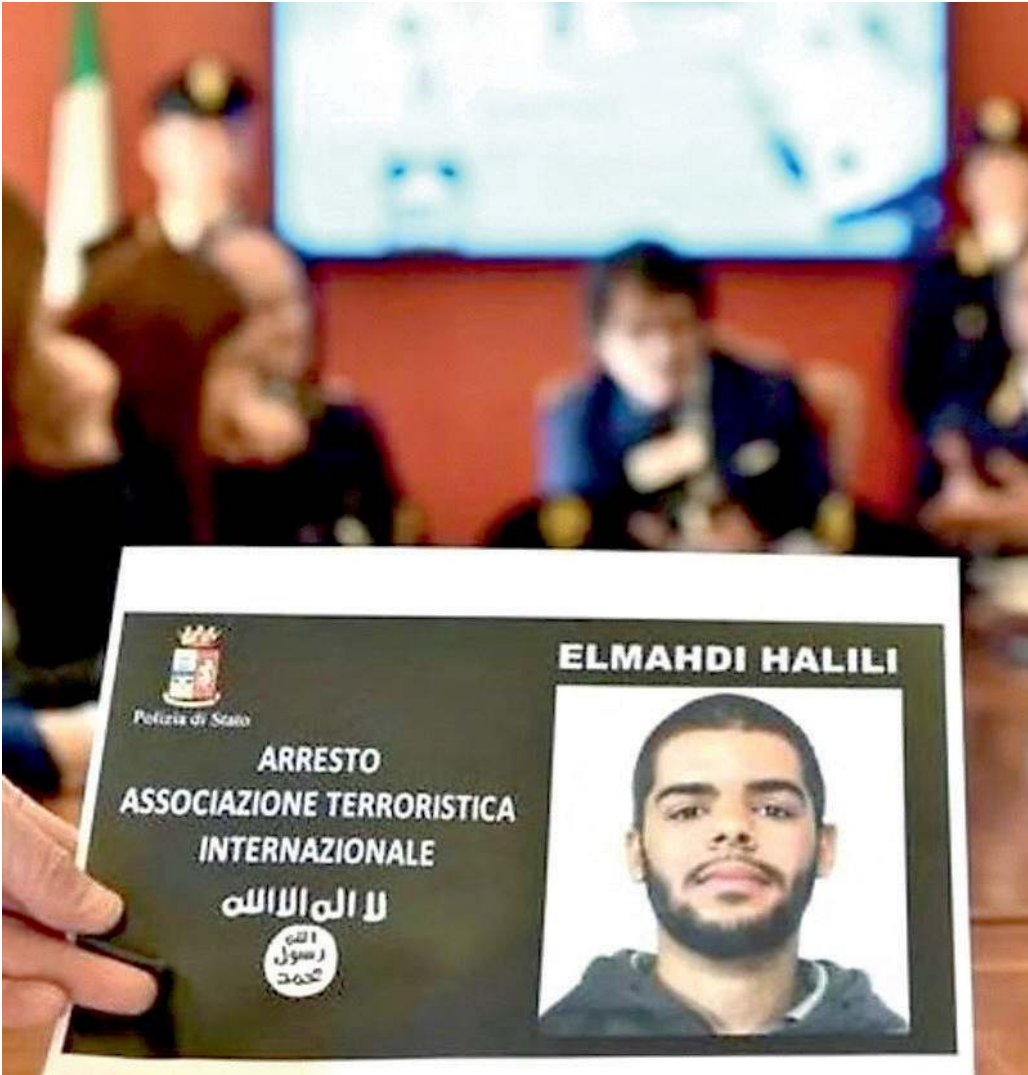 ELMAHDI HALILI
Polizia di Stato
ARRESTO
ASSOCIAZIONE TERRORISTICA
INTERNAZIONALE
لا اله الا الله
الله
رسول
محمد